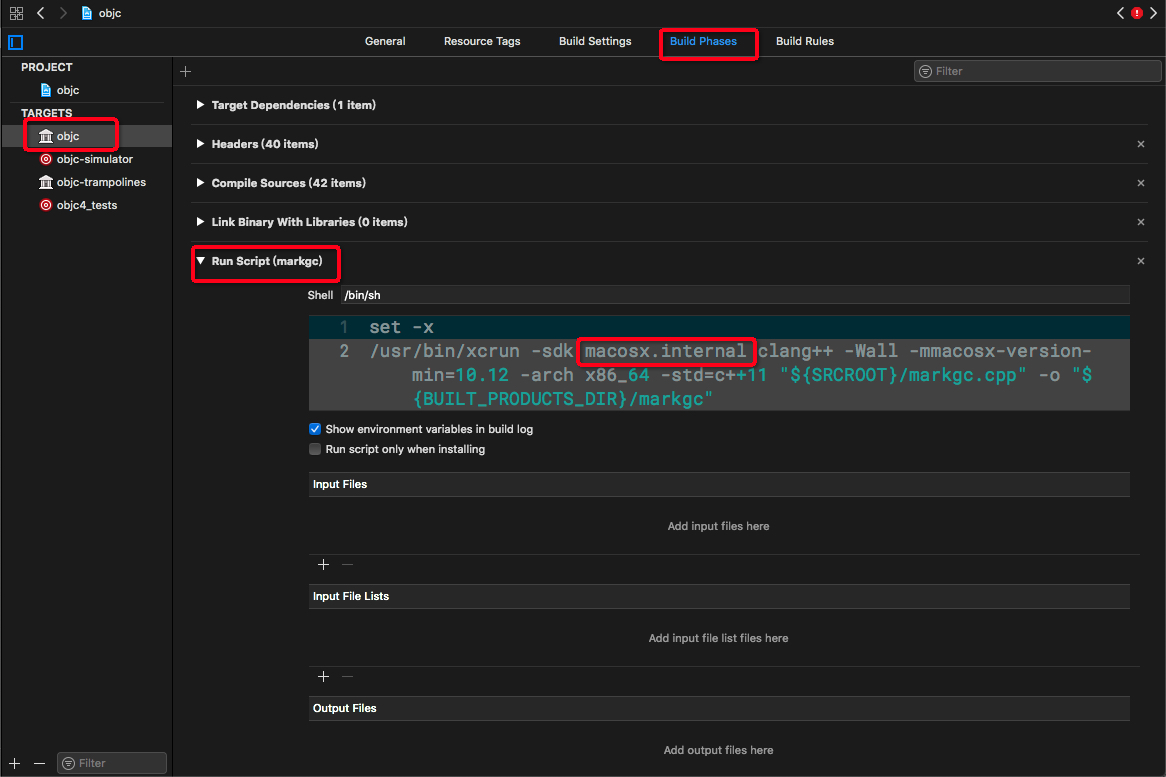 objc
General Resource Tags Build Settings Build Phases Build Rules
PROJECT
objc
TARGETS
objc
objc-simulator
objc-trampolines
objc4_tests
Filter
Filter
Target Dependencies (1 item)
Headers (40 items)
Compile Sources (42 items)
Link Binary With Libraries (0 items)
Run Script (markgc)
Shell /bin/sh
1 set -x
2 /usr/bin/xcrun -sdk macosx.internal clang++ -Wall -mmacosx-version-
min=10.12 -arch x86_64 -std=c++11 "${SRCROOT}/markgc.cpp" -o "$
{BUILT_PRODUCTS_DIR}/markgc"
Show environment variables in build log
Run script only when installing
Input Files
Add input files here
Input File Lists
Add input file list files here
Output Files
Add output files here